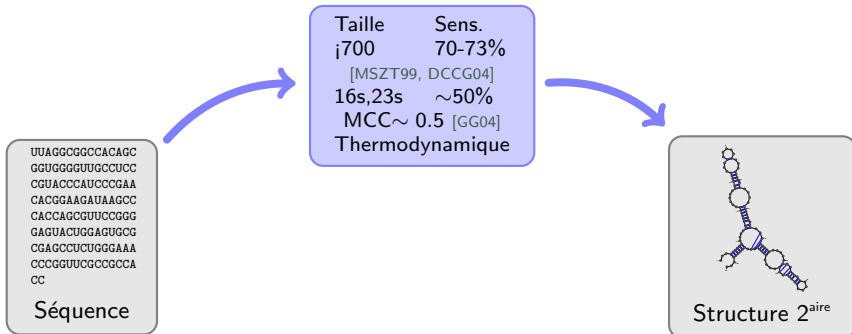 UUAGGCGGCCACAGC
GGUGGGGUUGCCUCC
CGUACCCAUCCCGAA
CACGGAAGAUAAGCC
CACCAGCGUUCCGGG
GAGUACUGGAGUGCG
CGAGCCUCUGGGAAA
CCCGGUUCGCCGCCA
CC
Séquence
Taille Sens.
¡700 70-73%
[MSZT99, DCCG04]
16s,23s ∼50%
MCC∼ 0.5 [GG04]
Thermodynamique
Structure 2aire